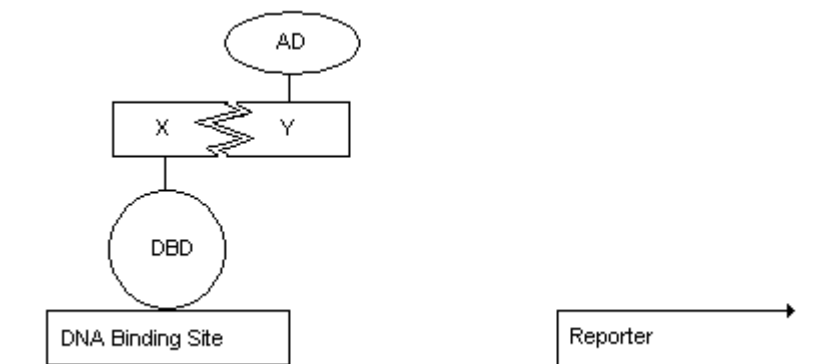 AD
X Y
DBD
DNA Binding Site
Reporter